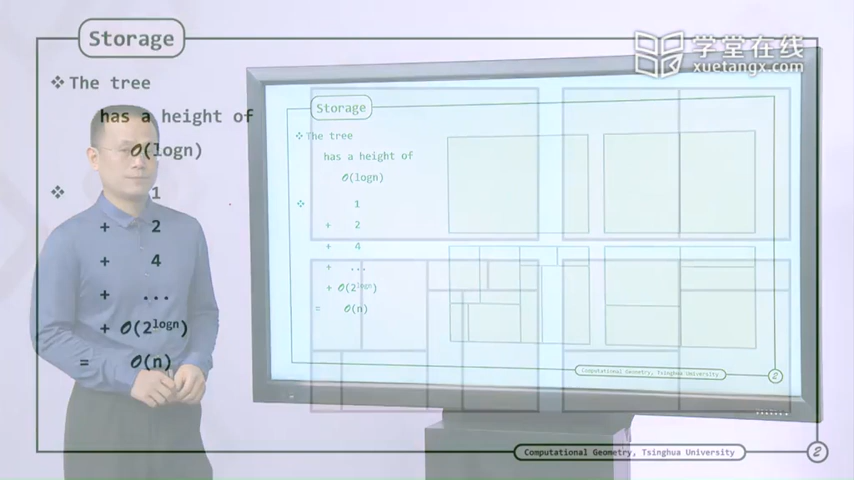 Storage
学堂在线
xuetangx.com
❖ The tree
has a height of
O(logn)
❖ 1
+ 2
+ 4
+ ...
+ O(2^logn)
= O(n)
Storage
❖ The tree
has a height of
O(logn)
❖ 1
+ 2
+ 4
+ ...
+ O(2^logn)
= O(n)
Computational Geometry, Tsinghua University
2
Computational Geometry, Tsinghua University
2